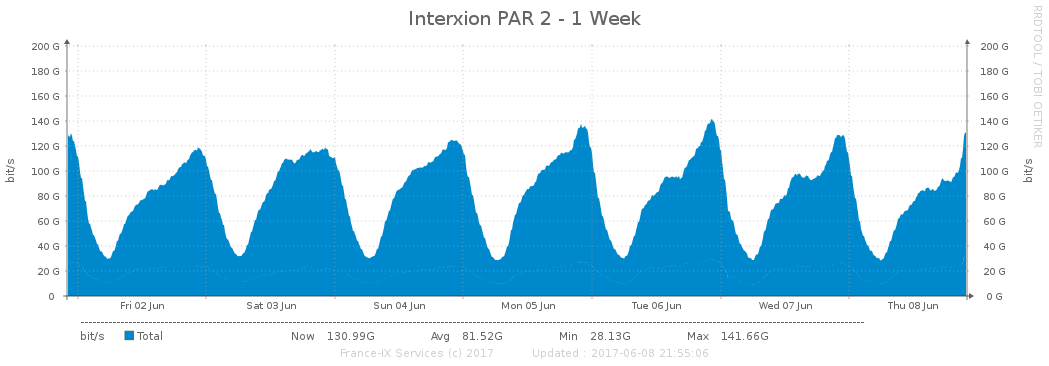 Interxion PAR 2 - 1 Week
RRDTOOL / TOBI OETIKER
200 G 200 G
180 G 180 G
160 G 160 G
140 G 140 G
120 G 120 G
100 G 100 G
80 G 80 G
60 G 60 G
40 G 40 G
20 G 20 G
0 0 G
bit/s
bit/s
Fri 02 Jun Sat 03 Jun Sun 04 Jun Mon 05 Jun Tue 06 Jun Wed 07 Jun Thu 08 Jun
bit/s Total Now 130.99G Avg 81.52G Min 28.13G Max 141.66G
France-IX Services (c) 2017 Updated : 2017-06-08 21:55:06